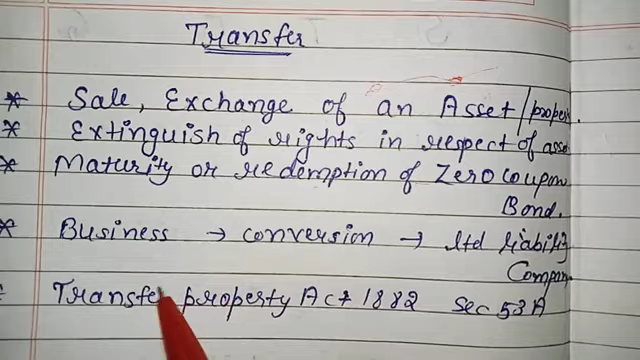 Transfer
* Sale, Exchange of an Asset/proper
* Extinguish of rights in respect of asse
* Maturity or redemption of Zero coupon
Bond.
* Business → conversion → ltd liability
Compan
Transfer property Act 1882 Sec 53A